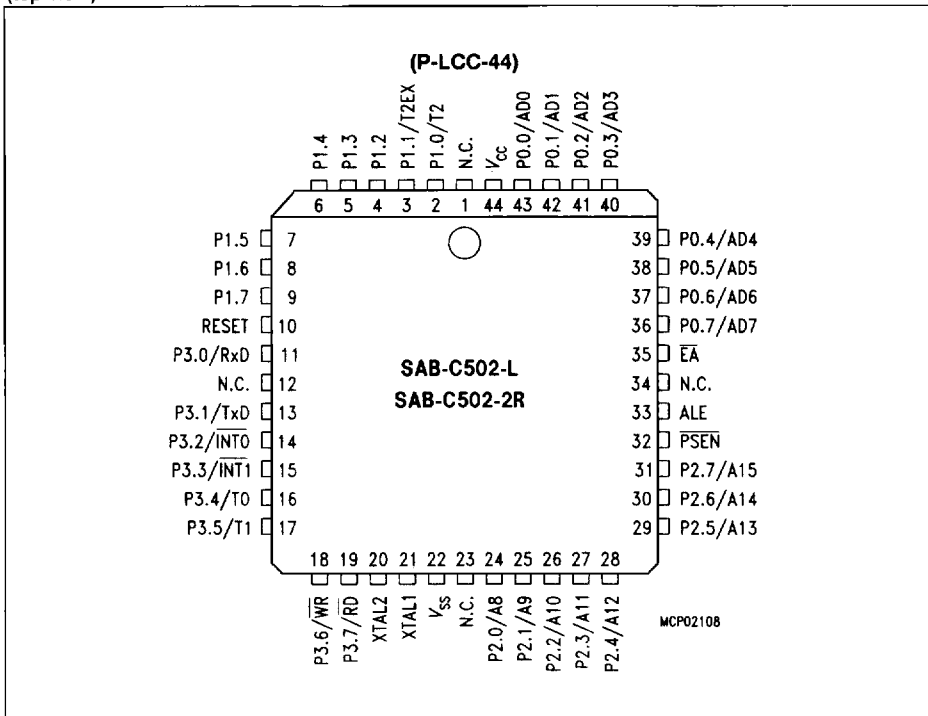 (P-LCC-44)
P1.4
P1.3
P1.2
P1.1/T2EX
P1.0/T2
N.C.
VCC
P0.0/AD0
P0.1/AD1
P0.2/AD2
P0.3/AD3
6 5 4 3 2 1 44 43 42 41 40
P1.5 7
P1.6 8
P1.7 9
RESET 10
P3.0/RxD 11
N.C. 12
P3.1/TxD 13
P3.2/INT0 14
P3.3/INT1 15
P3.4/T0 16
P3.5/T1 17
SAB-C502-L
SAB-C502-2R
39 P0.4/AD4
38 P0.5/AD5
37 P0.6/AD6
36 P0.7/AD7
35 EA
34 N.C.
33 ALE
32 PSEN
31 P2.7/A15
30 P2.6/A14
29 P2.5/A13
18 19 20 21 22 23 24 25 26 27 28
P3.6/WR
P3.7/RD
XTAL2
XTAL1
VSS
N.C.
P2.0/A8
P2.1/A9
P2.2/A10
P2.3/A11
P2.4/A12
MCP02108